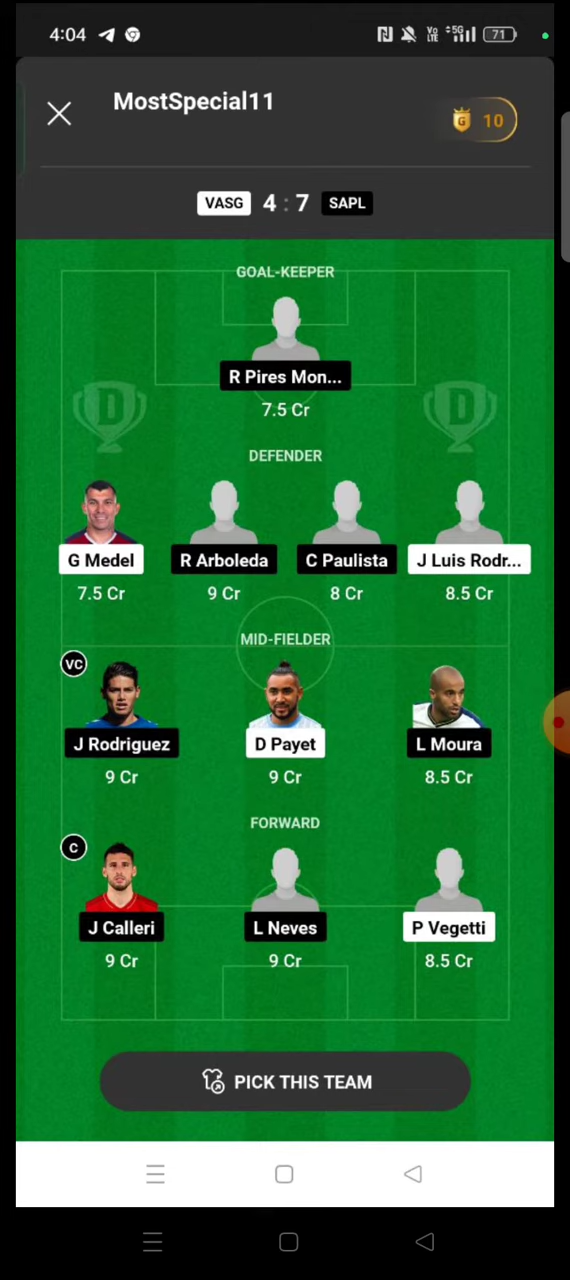 4:04
VoLTE 5G 71
MostSpecial11
G 10
VASG 4 : 7 SAPL
GOAL-KEEPER
R Pires Mon...
7.5 Cr
D D
DEFENDER
G Medel R Arboleda C Paulista J Luis Rodr...
7.5 Cr 9 Cr 8 Cr 8.5 Cr
MID-FIELDER
VC
J Rodriguez D Payet L Moura
9 Cr 9 Cr 8.5 Cr
FORWARD
C
J Calleri L Neves P Vegetti
9 Cr 9 Cr 8.5 Cr
PICK THIS TEAM